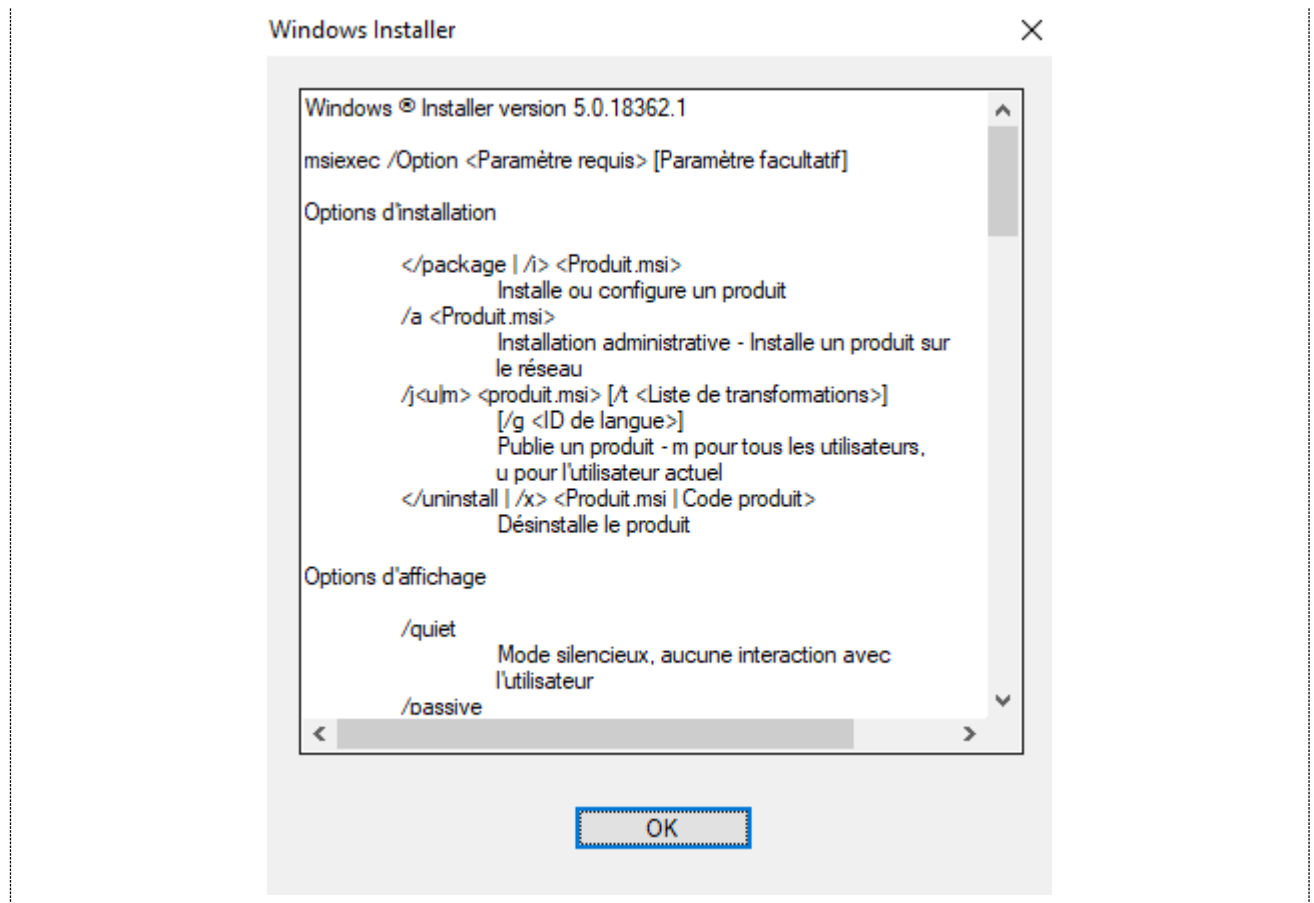 Windows Installer
Windows ® Installer version 5.0.18362.1
msiexec /Option <Paramètre requis> [Paramètre facultatif]
Options d'installation
</package | /i> <Produit.msi>
Installe ou configure un produit
/a <Produit.msi>
Installation administrative - Installe un produit sur
le réseau
/j<u|m> <produit.msi> [/t <Liste de transformations>]
[/g <ID de langue>]
Publie un produit - m pour tous les utilisateurs,
u pour l'utilisateur actuel
</uninstall | /x> <Produit.msi | Code produit>
Désinstalle le produit
Options d'affichage
/quiet
Mode silencieux, aucune interaction avec
l'utilisateur
/passive
OK